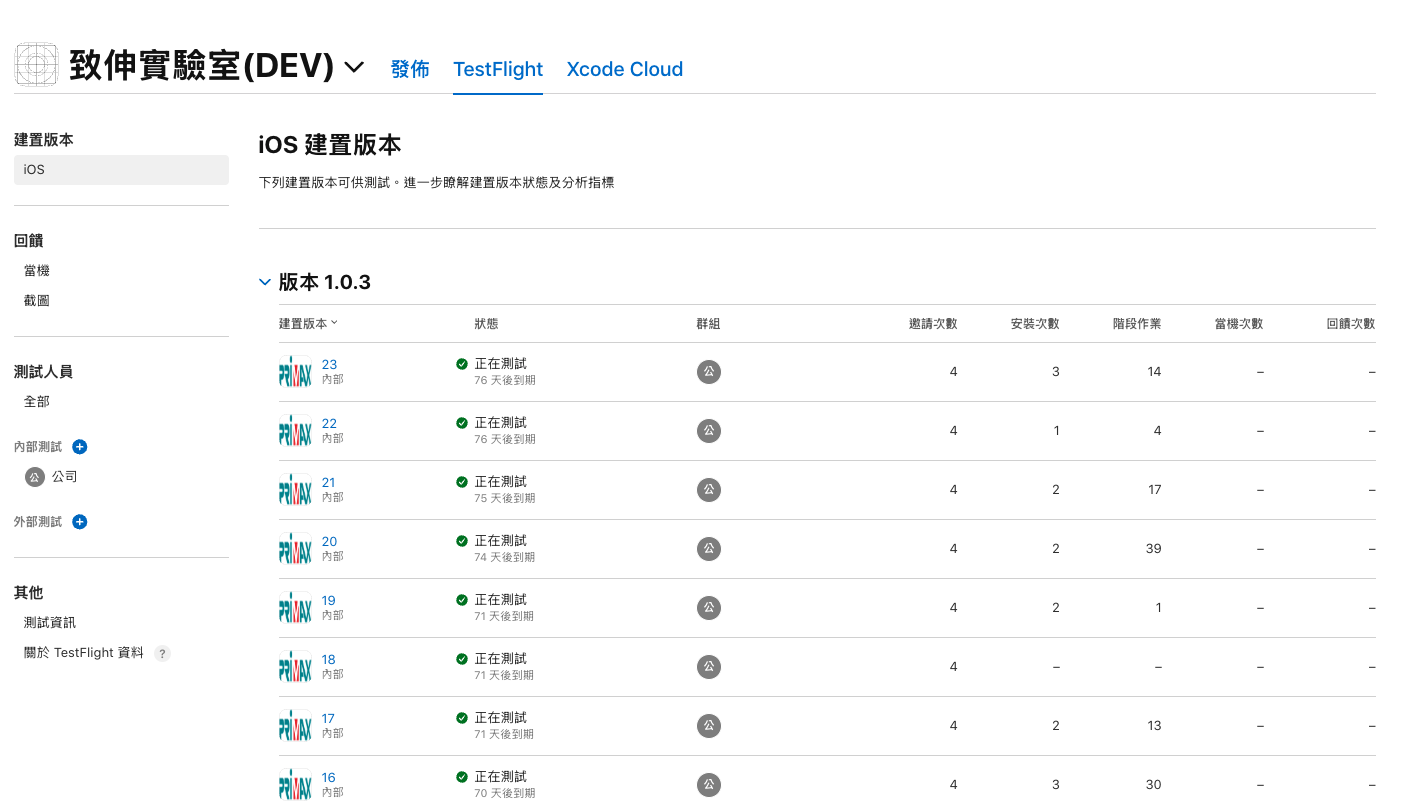 致伸實驗室(DEV) 發佈 TestFlight Xcode Cloud
建置版本
iOS
回饋
當機
截圖
測試人員
全部
內部測試
公 公司
外部測試
其他
測試資訊
關於 TestFlight 資料 ?
iOS 建置版本
下列建置版本可供測試。進一步瞭解建置版本狀態及分析指標
版本 1.0.3
建置版本 狀態 群組 邀請次數 安裝次數 階段作業 當機次數 回饋次數
PRIMAX 23 正在測試 公 4 3 14 – –
內部 76 天後到期
PRIMAX 22 正在測試 公 4 1 4 – –
內部 76 天後到期
PRIMAX 21 正在測試 公 4 2 17 – –
內部 75 天後到期
PRIMAX 20 正在測試 公 4 2 39 – –
內部 74 天後到期
PRIMAX 19 正在測試 公 4 2 1 – –
內部 71 天後到期
PRIMAX 18 正在測試 公 4 – – – –
內部 71 天後到期
PRIMAX 17 正在測試 公 4 2 13 – –
內部 71 天後到期
PRIMAX 16 正在測試 公 4 3 30 – –
內部 70 天後到期